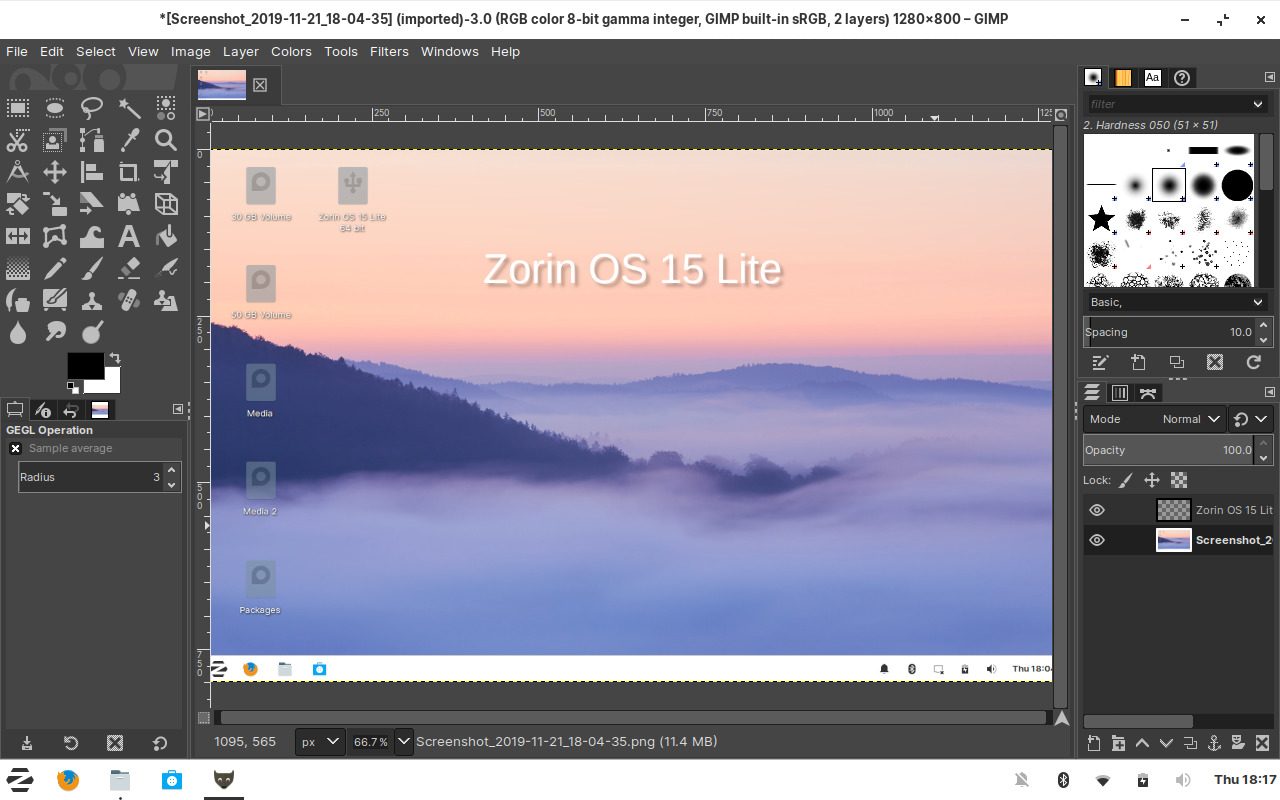 *[Screenshot_2019-11-21_18-04-35] (imported)-3.0 (RGB color 8-bit gamma integer, GIMP built-in sRGB, 2 layers) 1280×800 – GIMP
File Edit Select View Image Layer Colors Tools Filters Windows Help
250 500 750 1000 125
filter
2. Hardness 050 (51 × 51)
0
30 GB Volume
Zorin OS 15 Lite
64 bit
Zorin OS 15 Lite
50 GB Volume
250
Media
500
Media 2
Packages
750
Thu 18:04
Aa
Basic,
Spacing 10.0
GEGL Operation
Sample average
Radius 3
Mode Normal
Opacity 100.0
Lock:
Zorin OS 15 Lit
Screenshot_2
1095, 565 px 66.7% Screenshot_2019-11-21_18-04-35.png (11.4 MB)
Thu 18:17